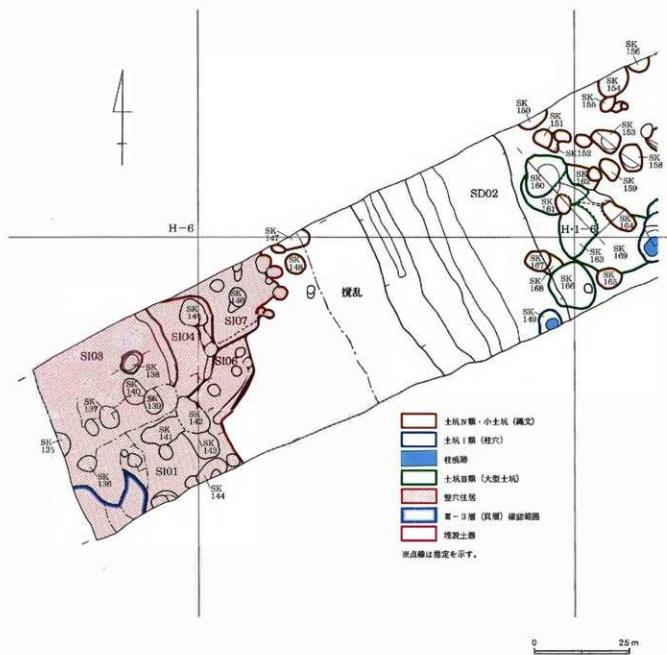 SK 156
SK 154
SK 155
SK 150
SK 151
SK 153
SK152
SK 158
SK 162
SK 159
SK 160
SK 161
SD02
H-6
SK 147
SK 148
SK 164
H-1-6
SK 163
SK 169
SK 167
SK 168
SK 166
SK 165
SK 149
撹乱
SK 146
SI07
SI04
SI06
SI03
SK 138
SK 140
SK 139
SK 137
SK 142
SK 135
SK 141
SK 143
SI01
SK 136
SK 144
土坑Ⅳ類・小土坑（縄文）
土坑Ⅰ類（柱穴）
柱痕跡
土坑Ⅲ類（大型土坑）
竪穴住居
Ⅲ－3層（貝層）確認範囲
埋設土器
※点線は推定を示す。
0 2.5m